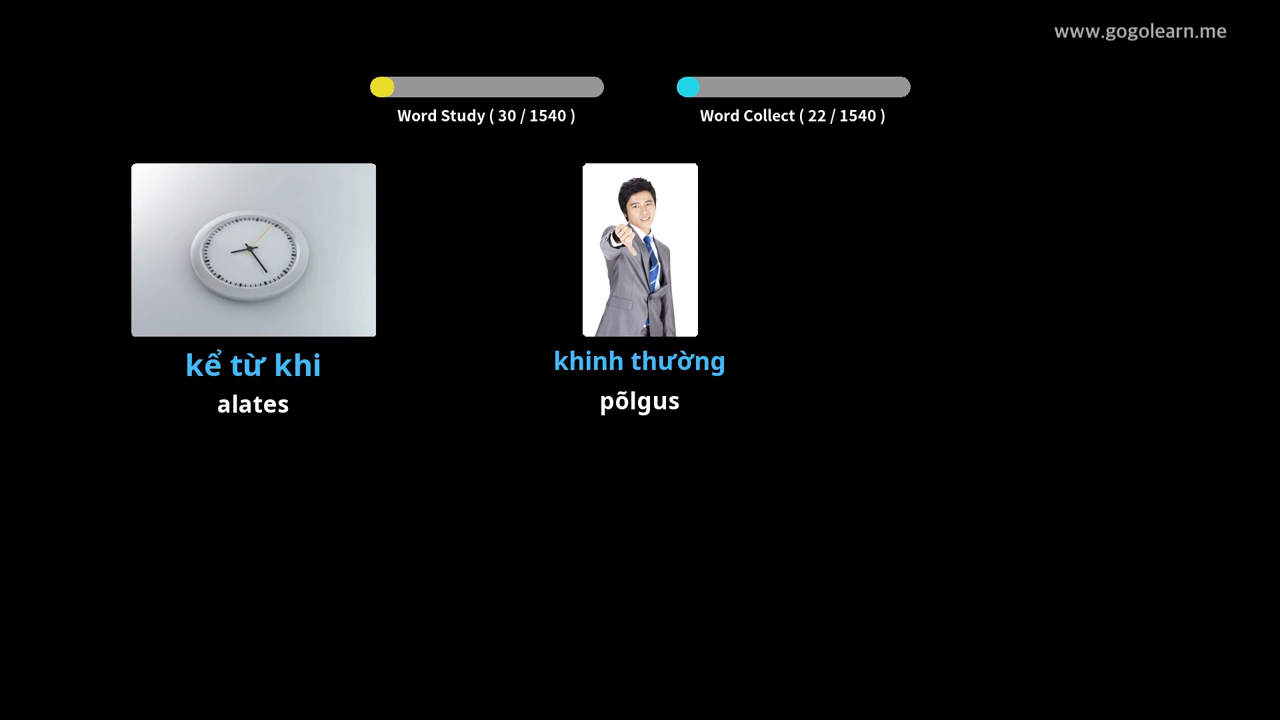 www.gogolearn.me
Word Study ( 30 / 1540 )
Word Collect ( 22 / 1540 )
kể từ khi
alates
khinh thường
põlgus